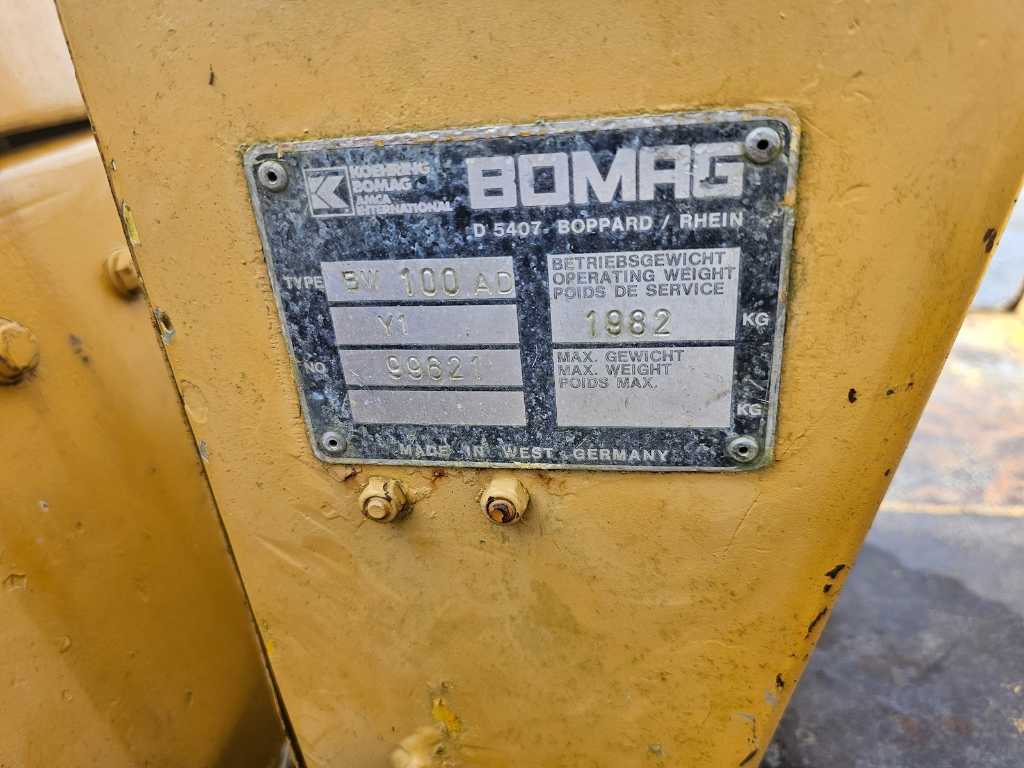 KOEHRING
BOMAG
AMCA
INTERNATIONAL
BOMAG
D 5407 BOPPARD / RHEIN
TYPE BW 100 AD
Y1
NO. 99621
BETRIEBSGEWICHT
OPERATING WEIGHT
POIDS DE SERVICE
1982 KG
MAX. GEWICHT
MAX. WEIGHT
POIDS MAX.
KG
MADE IN WEST GERMANY